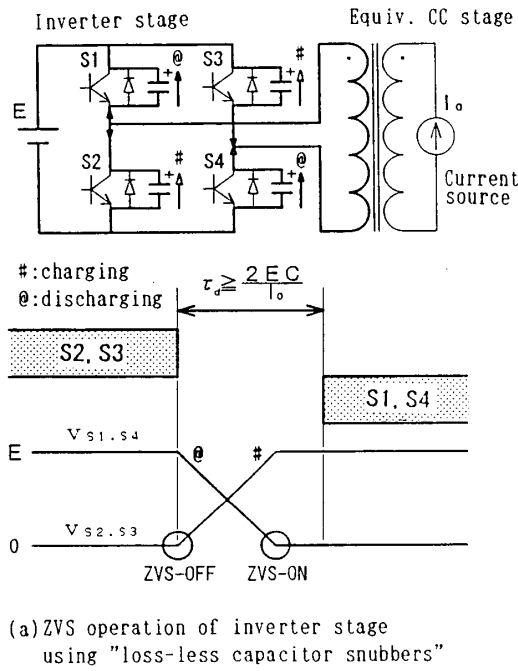 Inverter stage
Equiv. CC stage
S1
@
S3
#
E
Io
S2
#
S4
@
Current
source
#:charging
@:discharging
τd≧ 2EC
Io
S2, S3
S1, S4
VS1.S4
@
#
E
VS2.S3
0
ZVS-OFF
ZVS-ON
(a)ZVS operation of inverter stage
using "loss-less capacitor snubbers"